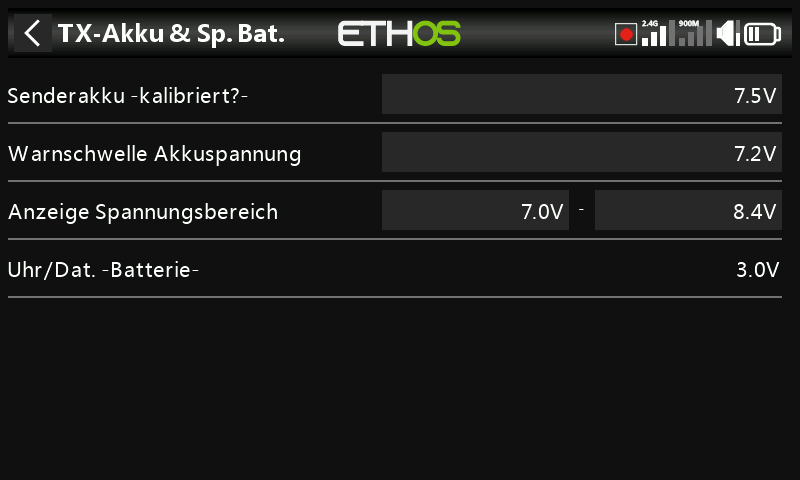 TX-Akku & Sp. Bat. ETHOS 2.4G 900M
Senderakku -kalibriert?- 7.5V
Warnschwelle Akkuspannung 7.2V
Anzeige Spannungsbereich 7.0V - 8.4V
Uhr/Dat. -Batterie- 3.0V